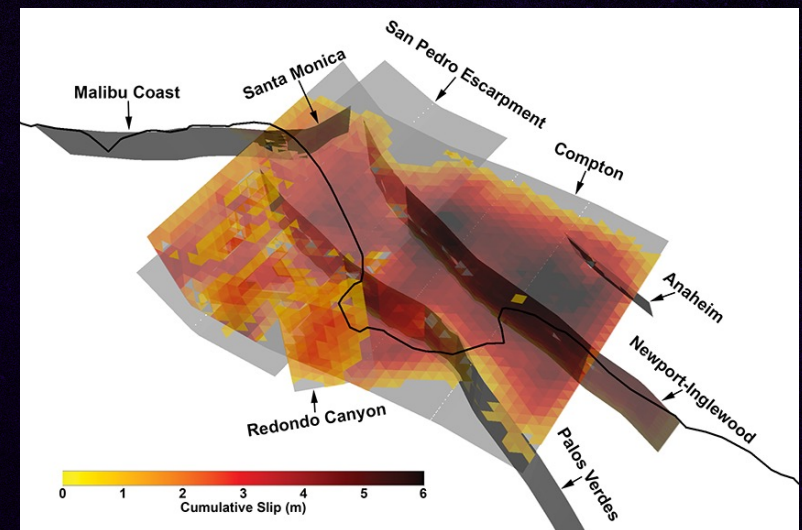 San Pedro Escarpment
Santa Monica
Malibu Coast
Compton
Anaheim
Newport-Inglewood
Redondo Canyon
Palos Verdes
0 1 2 3 4 5 6
Cumulative Slip (m)